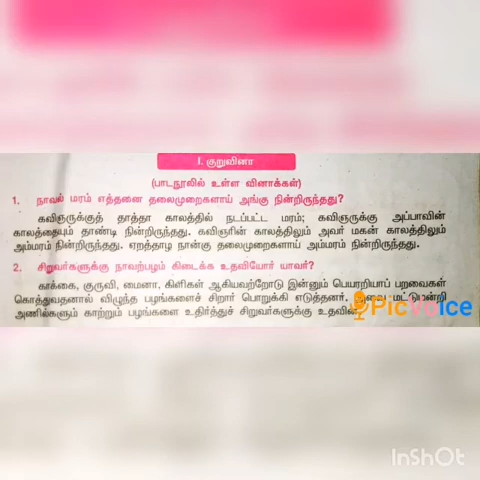 I. குறுவினா
(பாடநூலில் உள்ள வினாக்கள்)
1. நாவல் மரம் எத்தனை தலைமுறைகளாய் அங்கு நின்றிருந்தது?
கவிஞருக்குத் தாத்தா காலத்தில் நடப்பட்ட மரம்; கவிஞருக்கு அப்பாவின்
காலத்தையும் தாண்டி நின்றிருந்தது. கவிஞரின் காலத்திலும் அவர் மகன் காலத்திலும்
அம்மரம் நின்றிருந்தது. ஏறத்தாழ நான்கு தலைமுறைகளாய் அம்மரம் நின்றிருந்தது.
2. சிறுவர்களுக்கு நாவற்பழம் கிடைக்க உதவியோர் யாவர்?
காக்கை, குருவி, மைனா, கிளிகள் ஆகியவற்றோடு இன்னும் பெயரறியாப் பறவைகள்
கொத்துவதனால் விழுந்த பழங்களைச் சிறார் பொறுக்கி எடுத்தனர். மட்டுமன்றி
அணில்களும் காற்றும் பழங்களை உதிர்த்துச் சிறுவர்களுக்கு
PicVoice
InShOt